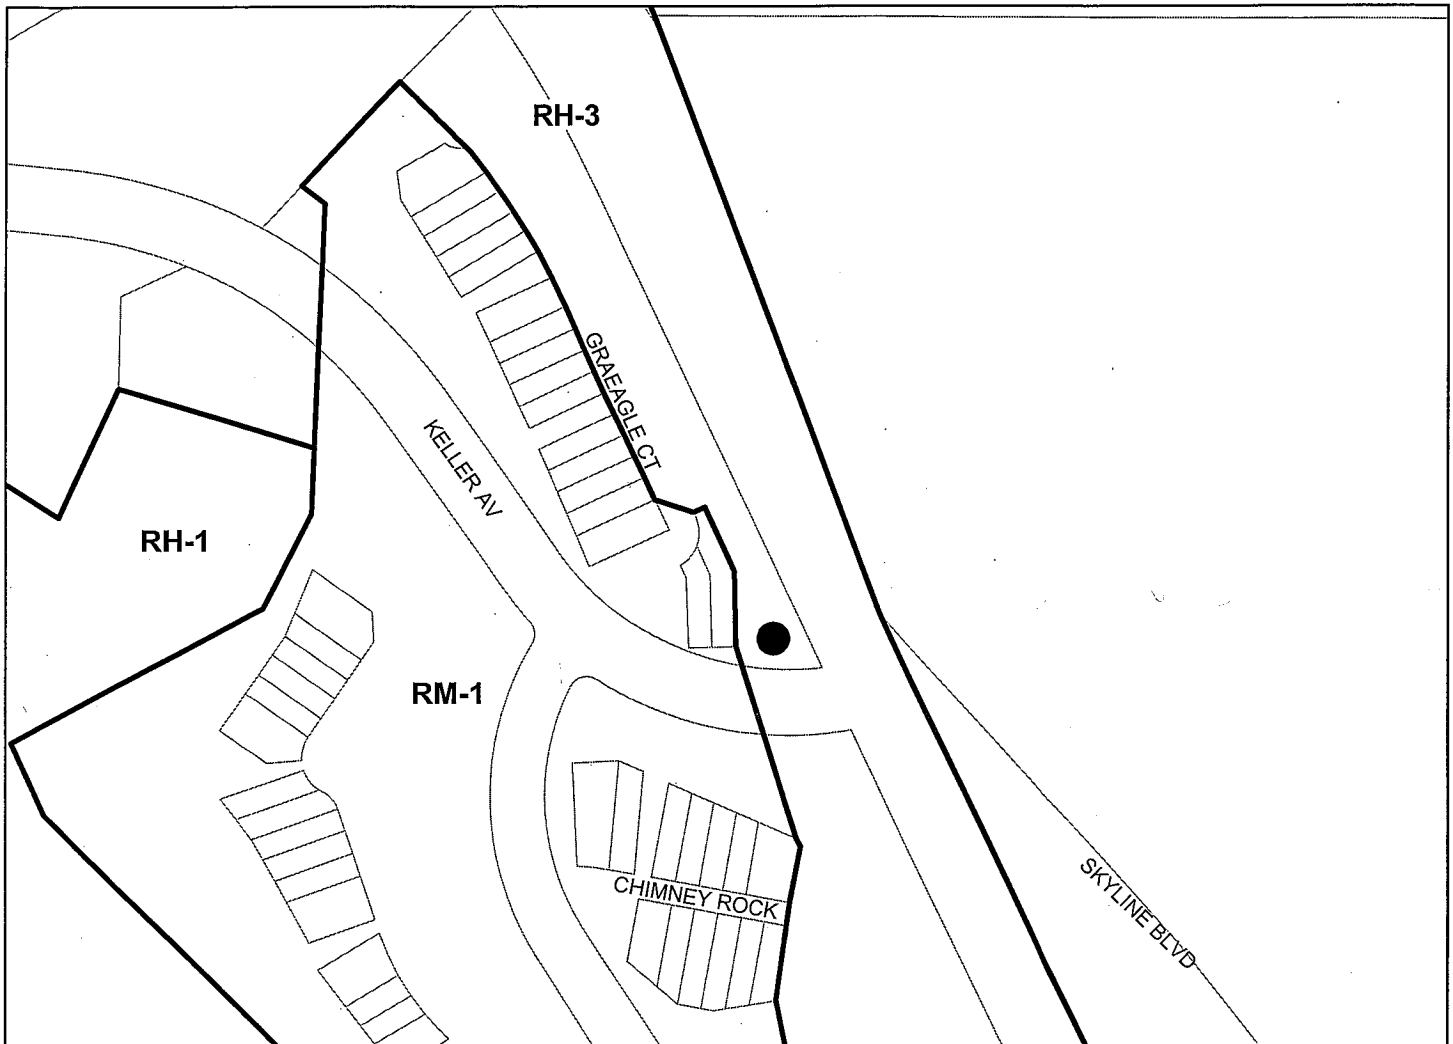 RH-3
GRAEAGLE CT
KELLER AV
RH-1
RM-1
CHIMNEY ROCK
SKYLINE BLVD